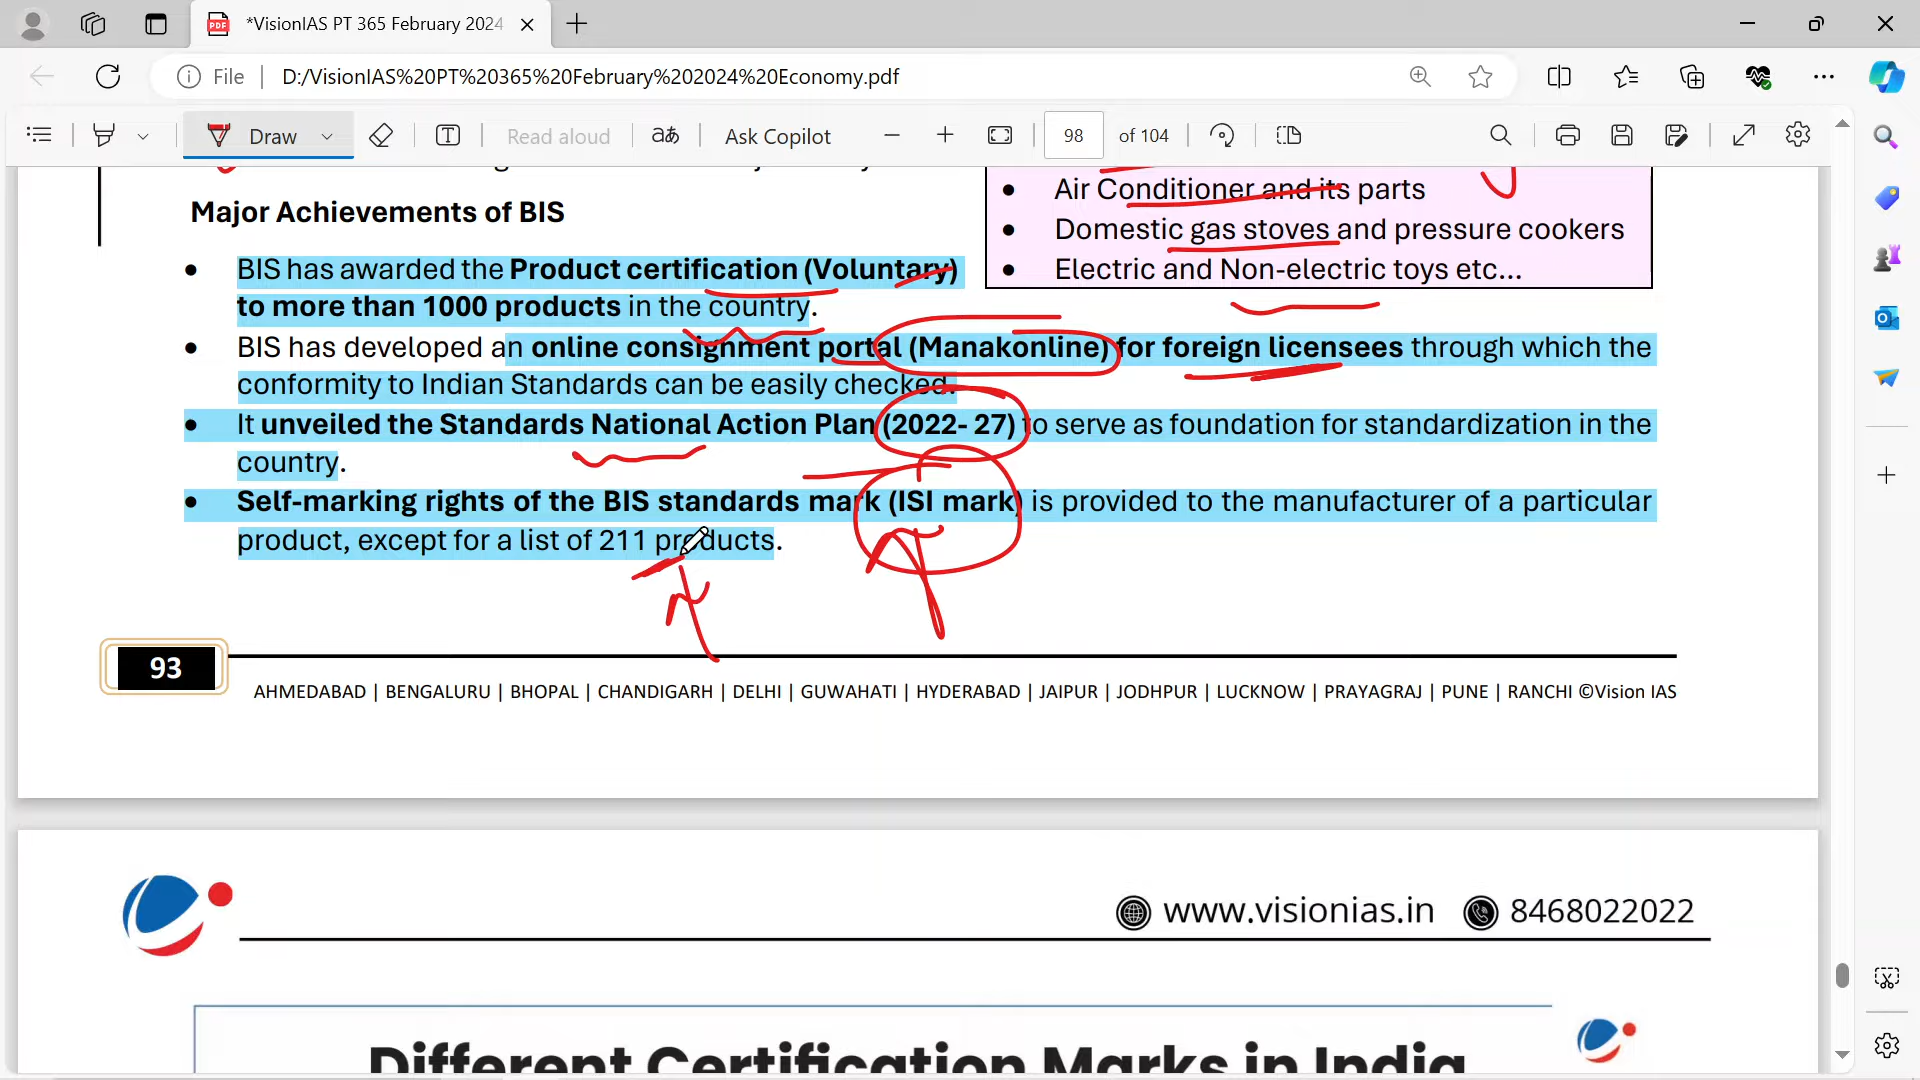 *VisionIAS PT 365 February 2024
File
D:/VisionIAS%20PT%20365%20February%202024%20Economy.pdf
Draw
Read aloud
Ask Copilot
98 of 104
Major Achievements of BIS
• Air Conditioner and its parts
• Domestic gas stoves and pressure cookers
• Electric and Non-electric toys etc...
• BIS has awarded the Product certification (Voluntary)
to more than 1000 products in the country.
• BIS has developed an online consignment portal (Manakonline) for foreign licensees through which the
conformity to Indian Standards can be easily checked.
• It unveiled the Standards National Action Plan (2022- 27) to serve as foundation for standardization in the
country.
• Self-marking rights of the BIS standards mark (ISI mark) is provided to the manufacturer of a particular
product, except for a list of 211 products.
93
AHMEDABAD | BENGALURU | BHOPAL | CHANDIGARH | DELHI | GUWAHATI | HYDERABAD | JAIPUR | JODHPUR | LUCKNOW | PRAYAGRAJ | PUNE | RANCHI ©Vision IAS
www.visionias.in 8468022022
Different Certification Marks in India